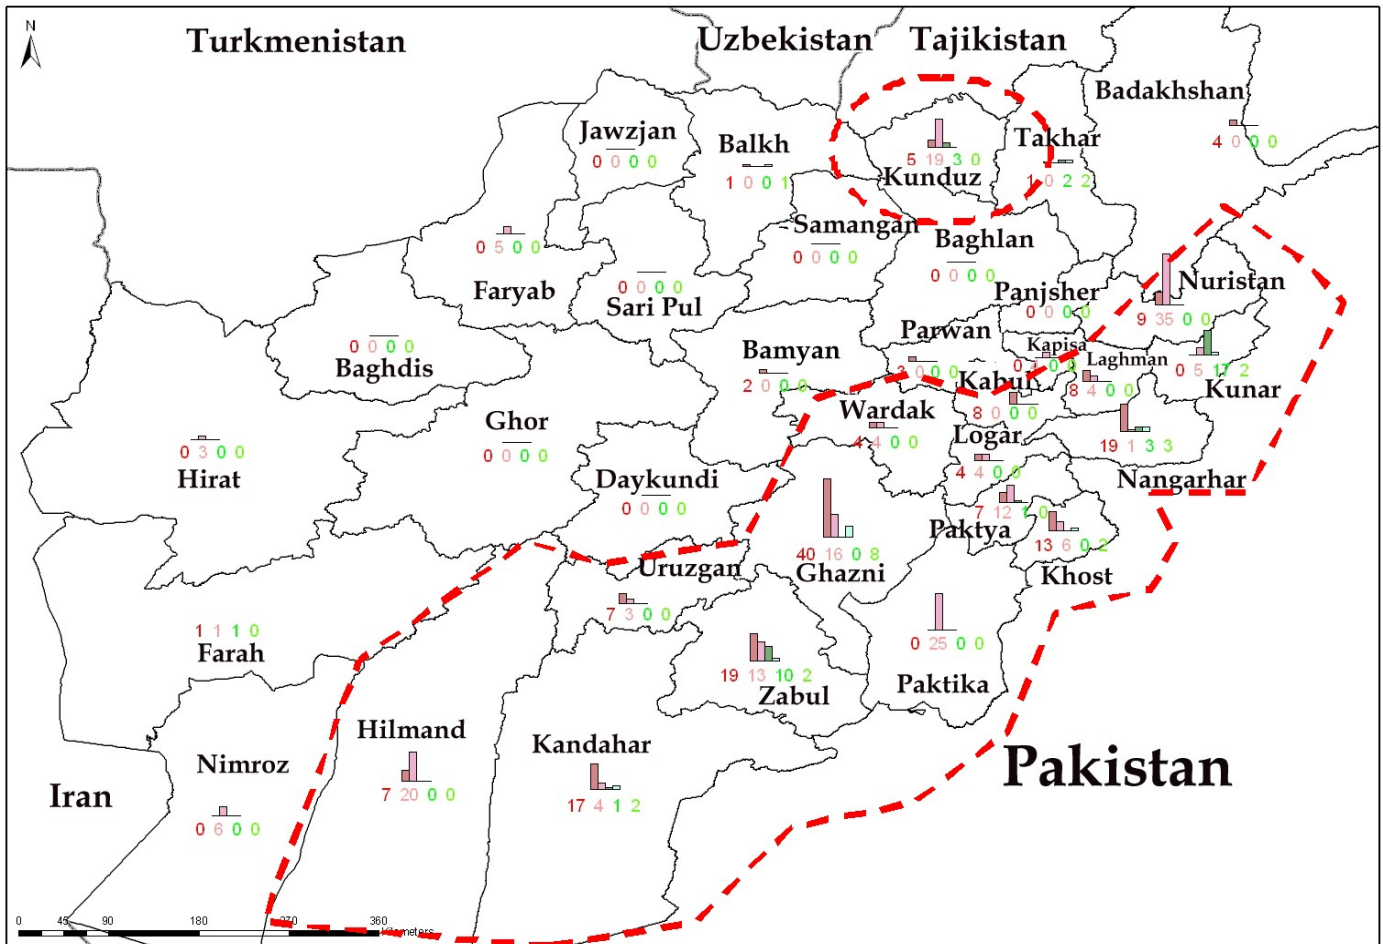 N
Turkmenistan
Uzbekistan
Tajikistan
Badakhshan
4 0 0 0
Jawzjan
0 0 0 0
Balkh
1 0 0 1
5 19 3 0
Kunduz
Takhar
1 0 2 2
0 5 0 0
Faryab
Samangan
0 0 0 0
Baghlan
0 0 0 0
0 0 0 0
Sari Pul
Panjsher
0 0 0 0
Nuristan
9 35 0 0
0 0 0 0
Baghdis
Bamyan
2 0 0 0
Parwan
0 0 0
Kapisa
Laghman
8 4 0 0
0 5 17 2
Kunar
Kabul
8 0 0 0
Wardak
4 4 0 0
Ghor
0 0 0 0
0 3 0 0
Hirat
Logar
4 4 0 0
19 1 3 3
Nangarhar
Daykundi
0 0 0 0
7 12 1 0
Paktya
13 6 0 2
Khost
40 16 0 8
Ghazni
Uruzgan
7 3 0 0
1 1 1 0
Farah
0 25 0 0
Paktika
19 13 10 2
Zabul
Hilmand
7 20 0 0
Kandahar
17 4 1 2
Nimroz
0 6 0 0
Iran
Pakistan
0 45 90 180 270 360
Kilometers